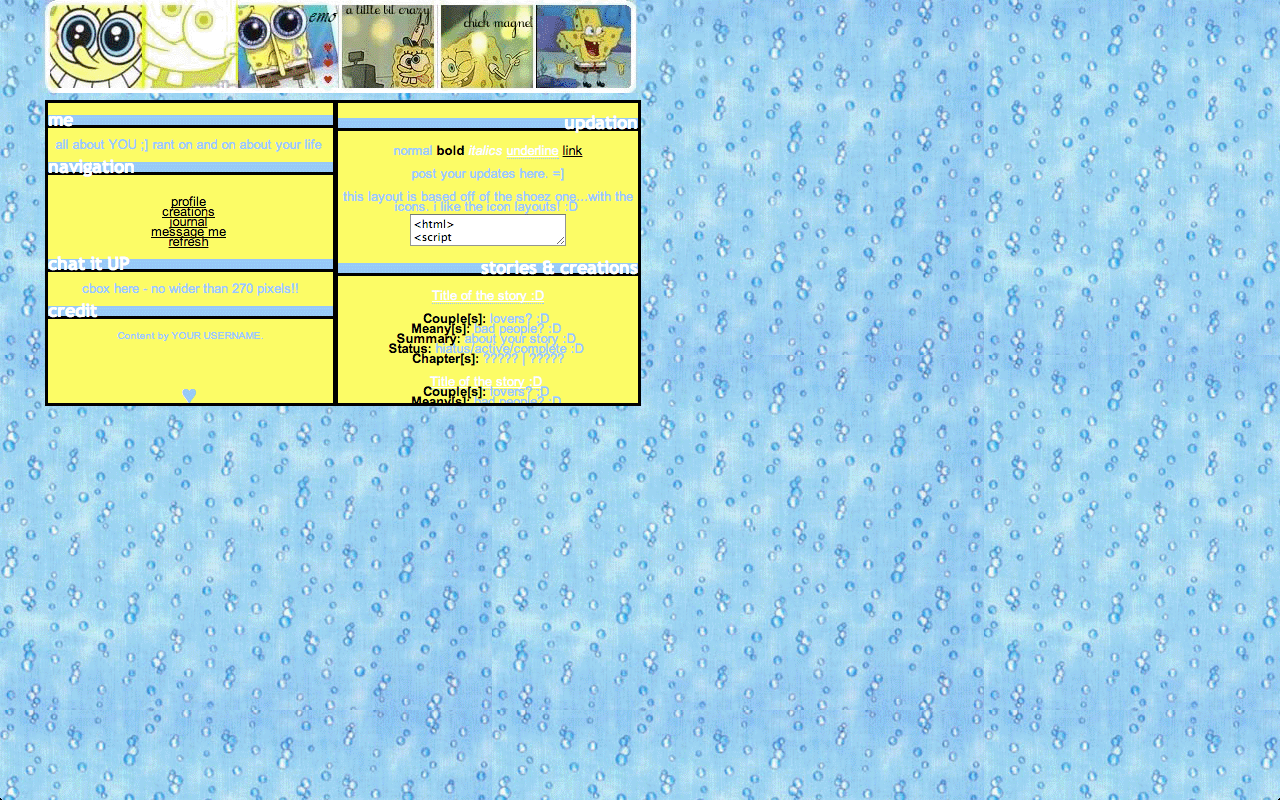 emo
a little bit crazy
chick magnet
me
all about YOU ;] rant on and on about your life
navigation
profile
creations
journal
message me
refresh
chat it UP
cbox here - no wider than 270 pixels!!
credit
Content by YOUR USERNAME.
♥
updation
normal bold italics underline link
post your updates here. =]
this layout is based off of the shoez one...with the
icons. i like the icon layouts! :D
<html>
<script
stories & creations
Title of the story :D
Couple[s]: lovers? :D
Meany[s]: bad people? :D
Summary: about your story :D
Status: hiatus/active/complete :D
Chapter[s]: ????? | ?????
Title of the story :D
Couple[s]: lovers? :D
Meany[s]: bad people? :D